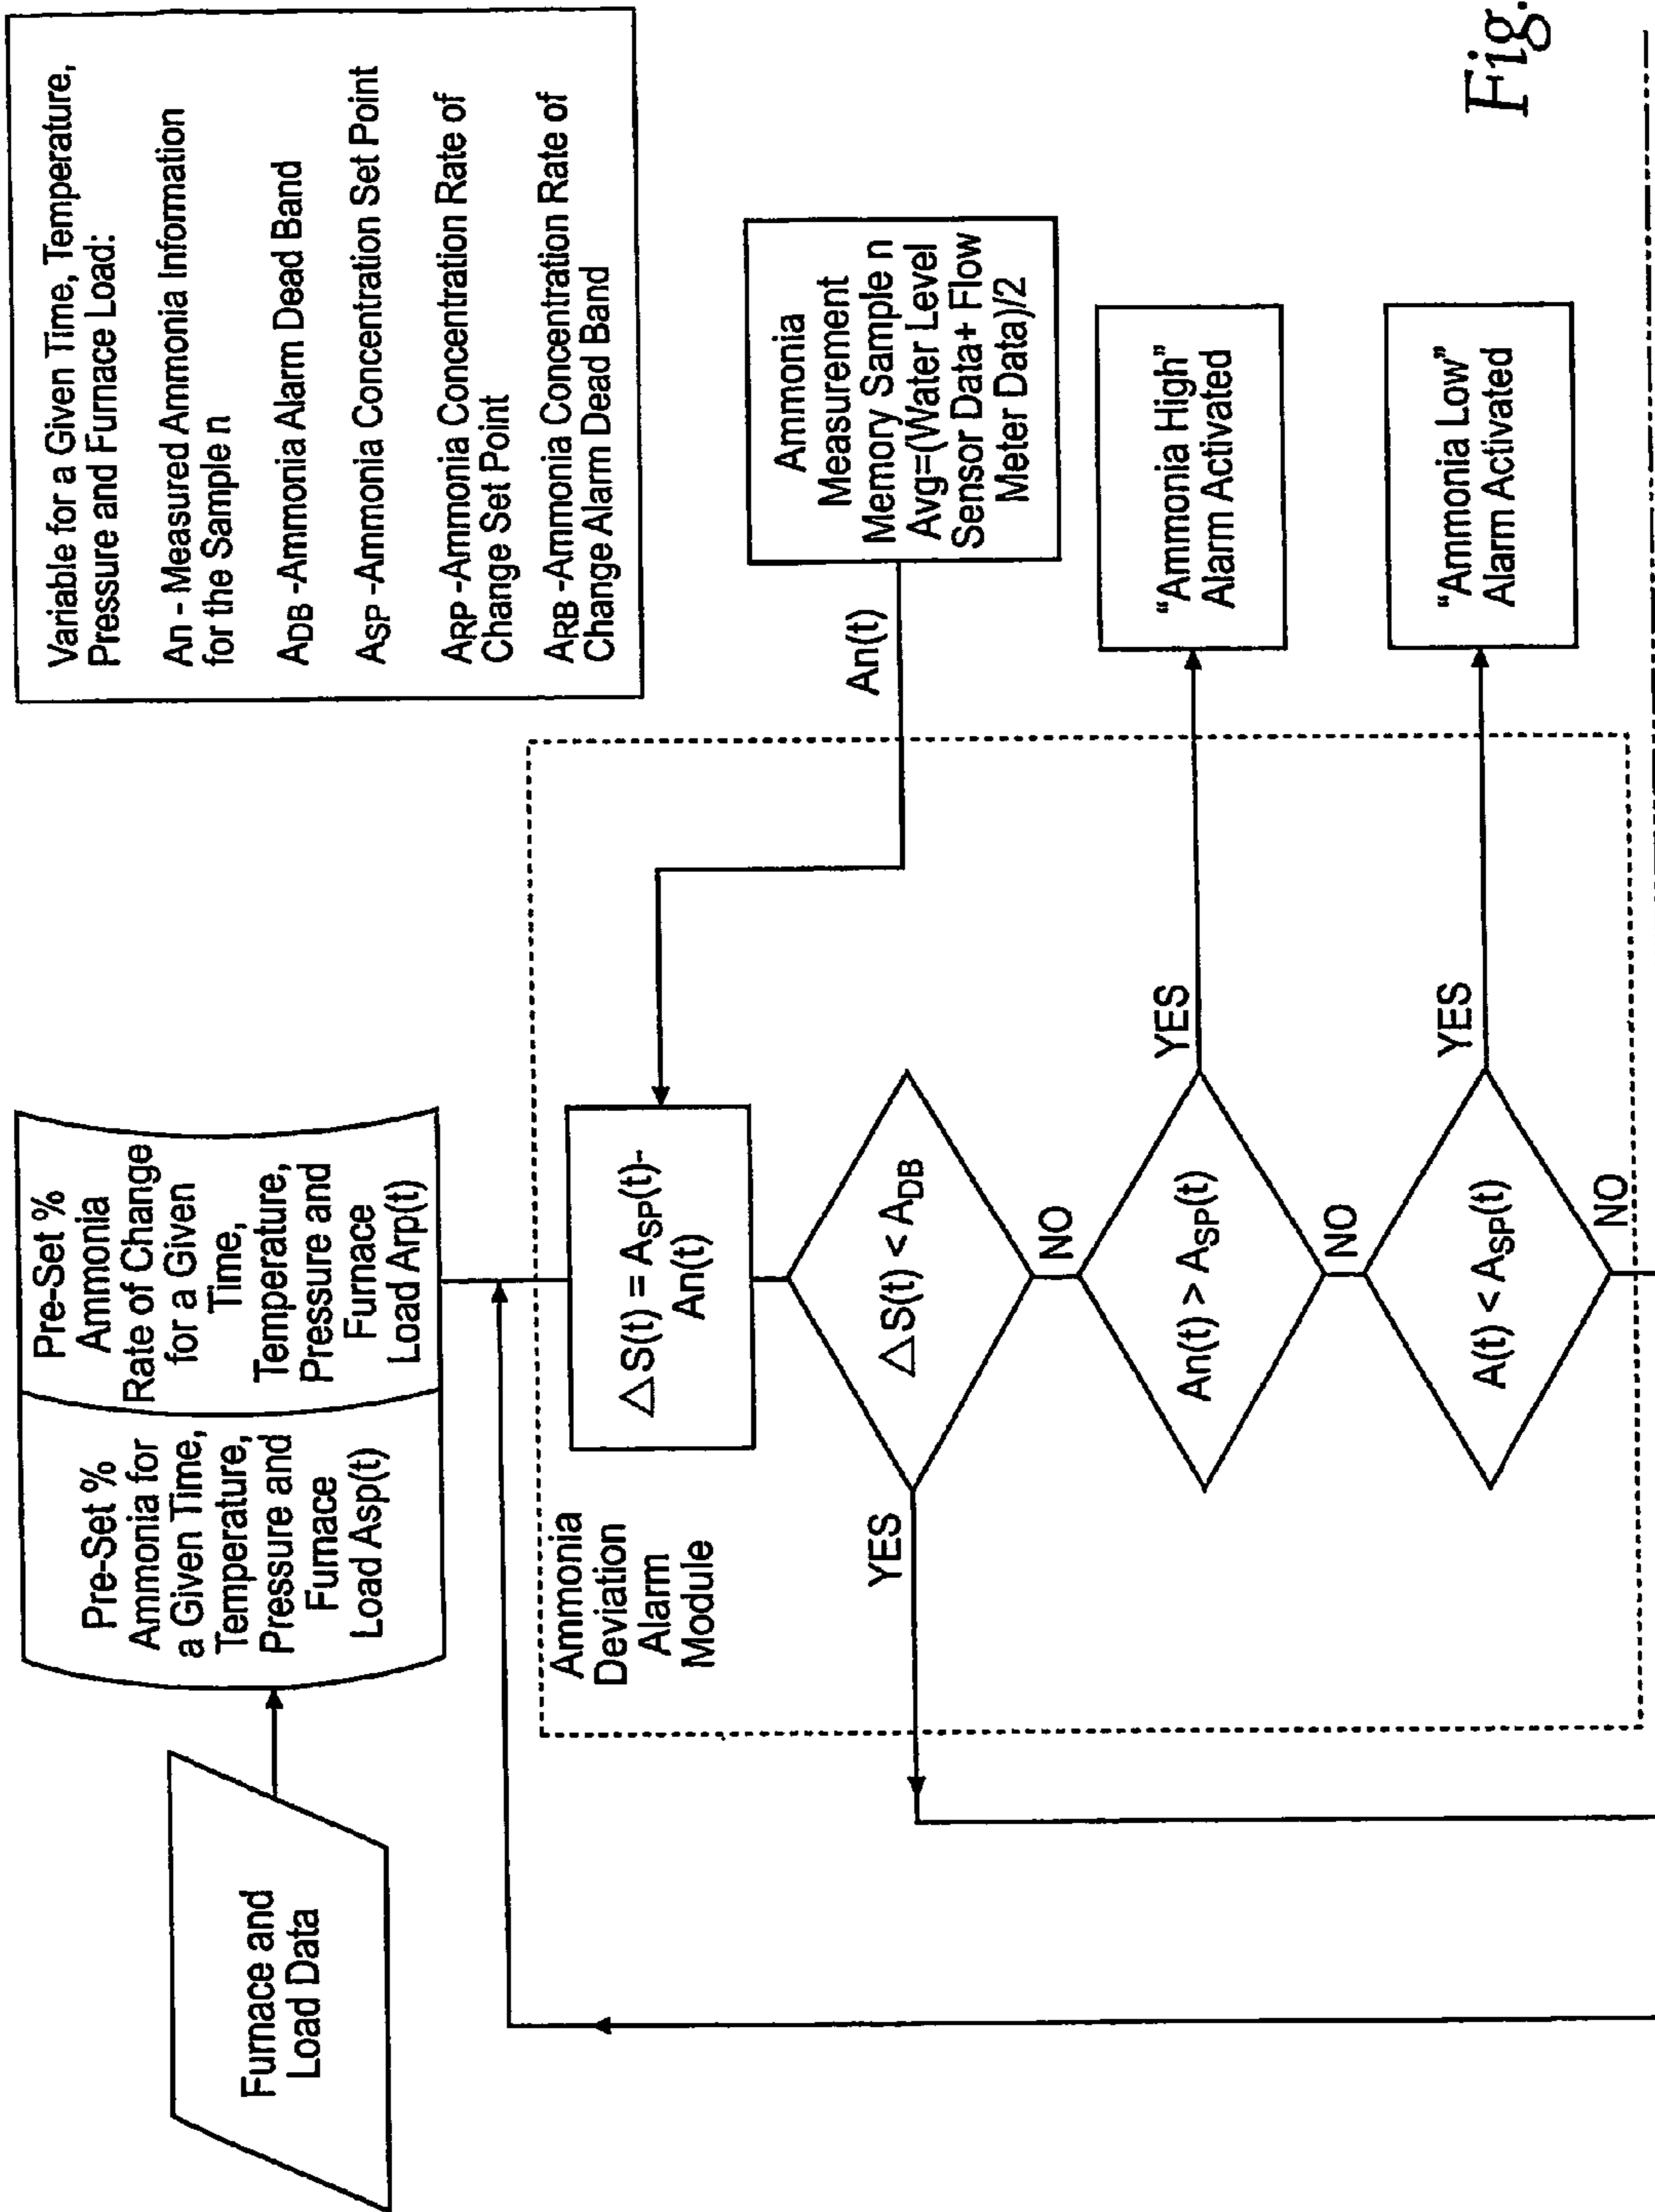 Furnace and
Load Data
Pre-Set %
Ammonia for
a Given Time,
Temperature,
Pressure and
Furnace
Load Asp(t)
Pre-Set %
Ammonia
Rate of Change
for a Given
Time,
Temperature,
Pressure and
Furnace
Load Arp(t)
Variable for a Given Time, Temperature,
Pressure and Furnace Load:
An - Measured Ammonia Information
for the Sample n
ADB -Ammonia Alarm Dead Band
ASP -Ammonia Concentration Set Point
ARP -Ammonia Concentration Rate of
Change Set Point
ARB -Ammonia Concentration Rate of
Change Alarm Dead Band
Ammonia
Deviation
Alarm
Module
△S(t) = ASP(t)-
An(t)
An(t)
Ammonia
Measurement
Memory Sample n
Avg=(Water Level
Sensor Data+ Flow
Meter Data)/2
YES
△S(t) < ADB
NO
An(t) > ASP(t)
YES
"Ammonia High"
Alarm Activated
NO
A(t) < ASP(t)
YES
"Ammonia Low"
Alarm Activated
NO
Fig.